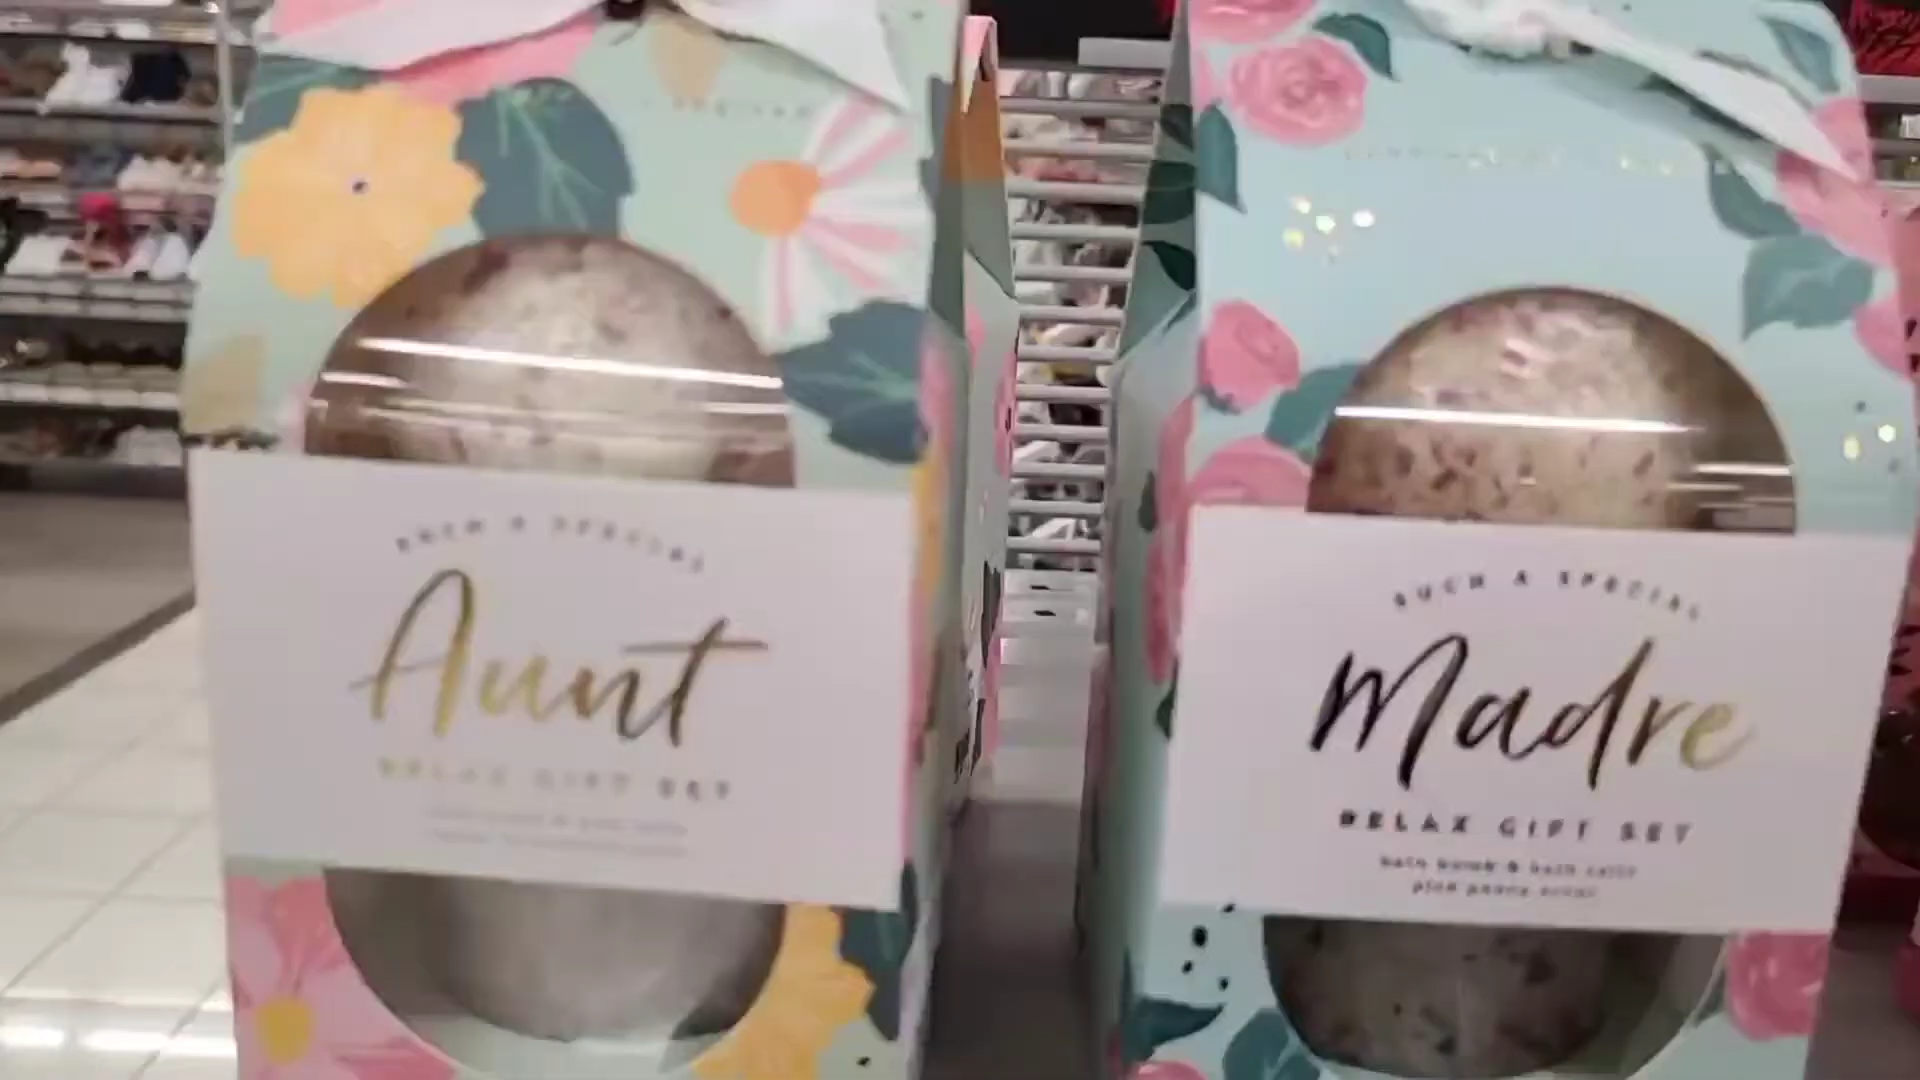 SUCH A SPECIAL
Aunt
RELAX GIFT SET
SUCH A SPECIAL
Madre
RELAX GIFT SET
bath bomb & bath salts